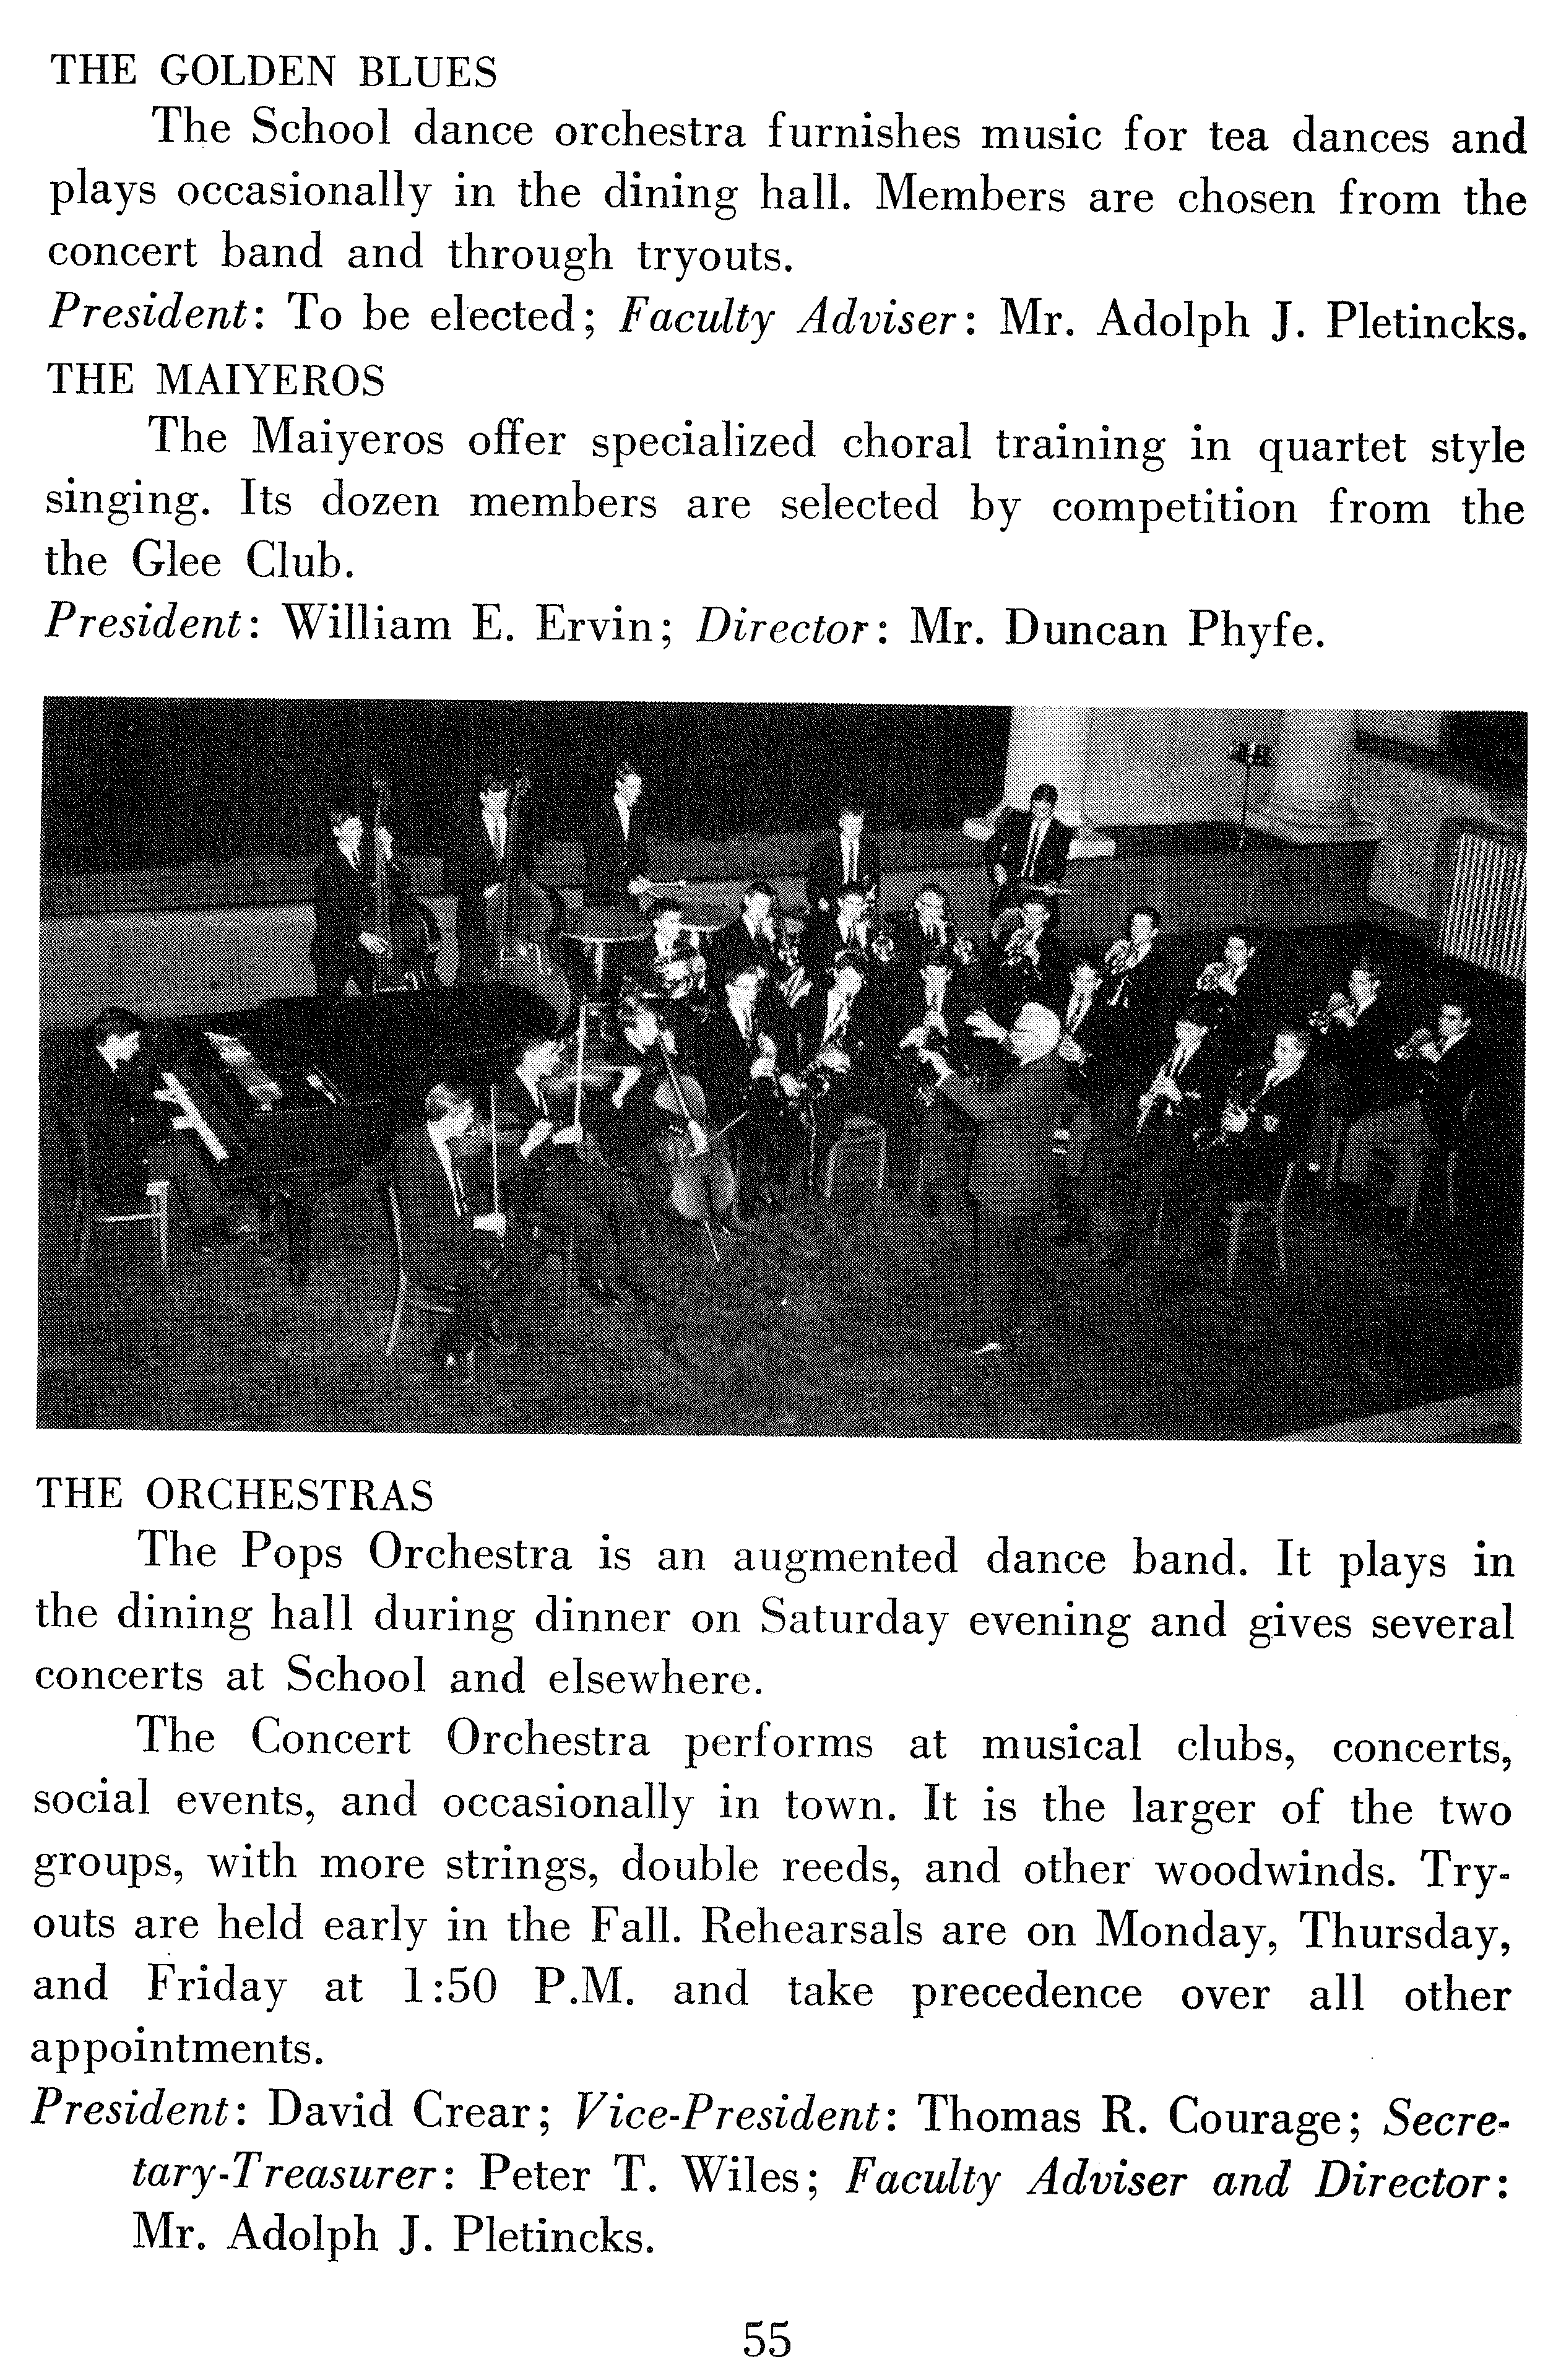 THE GOLDEN BLUES
The School dance orchestra furnishes music for tea dances and
plays occasionally in the dining hall. Members are chosen from the
concert band and through tryouts.
President: To be elected; Faculty Adviser: Mr. Adolph J. Pletincks.
THE MAIYEROS
The Maiyeros offer specialized choral training in quartet style
singing. Its dozen members are selected by competition from the
the Glee Club.
President: William E. Ervin; Director: Mr. Duncan Phyfe.
THE ORCHESTRAS
The Pops Orchestra is an augmented dance band. It plays in
the dining hall during dinner on Saturday evening and gives several
concerts at School and elsewhere.
The Concert Orchestra performs at musical clubs, concerts,
social events, and occasionally in town. It is the larger of the two
groups, with more strings, double reeds, and other woodwinds. Try-
outs are held early in the Fall. Rehearsals are on Monday, Thursday,
and Friday at 1:50 P.M. and take precedence over all other
appointments.
President: David Crear; Vice-President: Thomas R. Courage; Secre-
tary-Treasurer: Peter T. Wiles; Faculty Adviser and Director:
Mr. Adolph J. Pletincks.
55